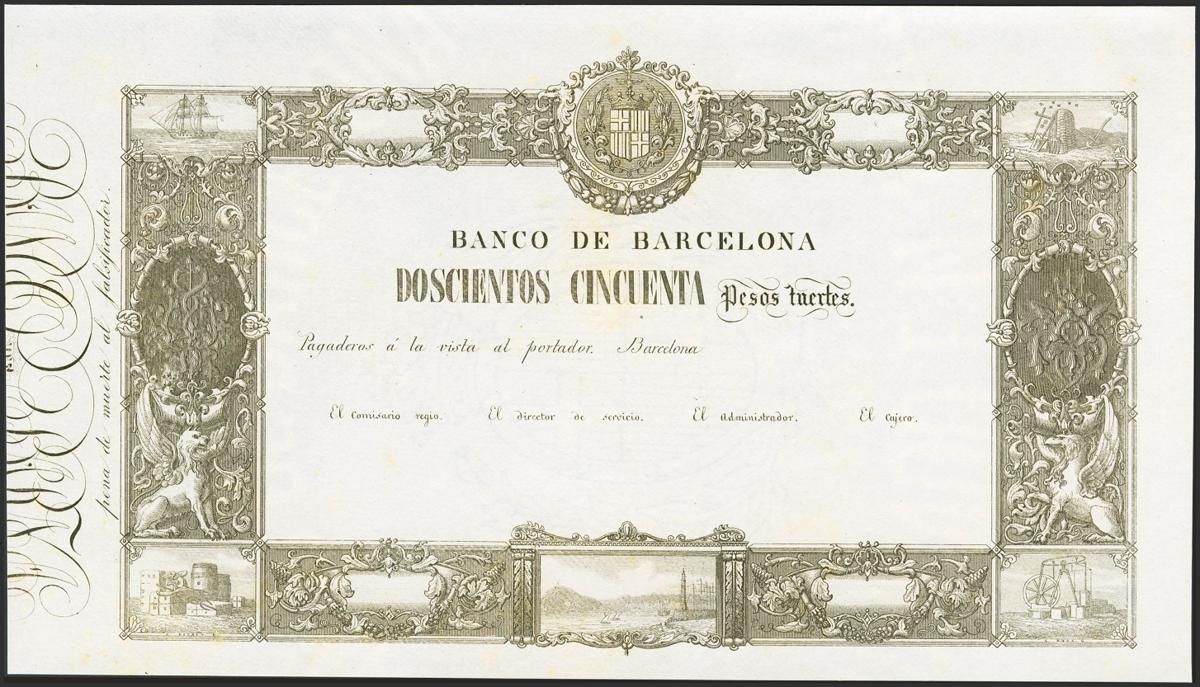 BANCO DE BARCELONA
DOSCIENTOS CINCUENTA Pesos fuertes.
Pagaderos á la vista al portador. Barcelona
El Comisario regio. El director de servicio. El Administrador. El Cajero.
pena de muerte al falsificador.